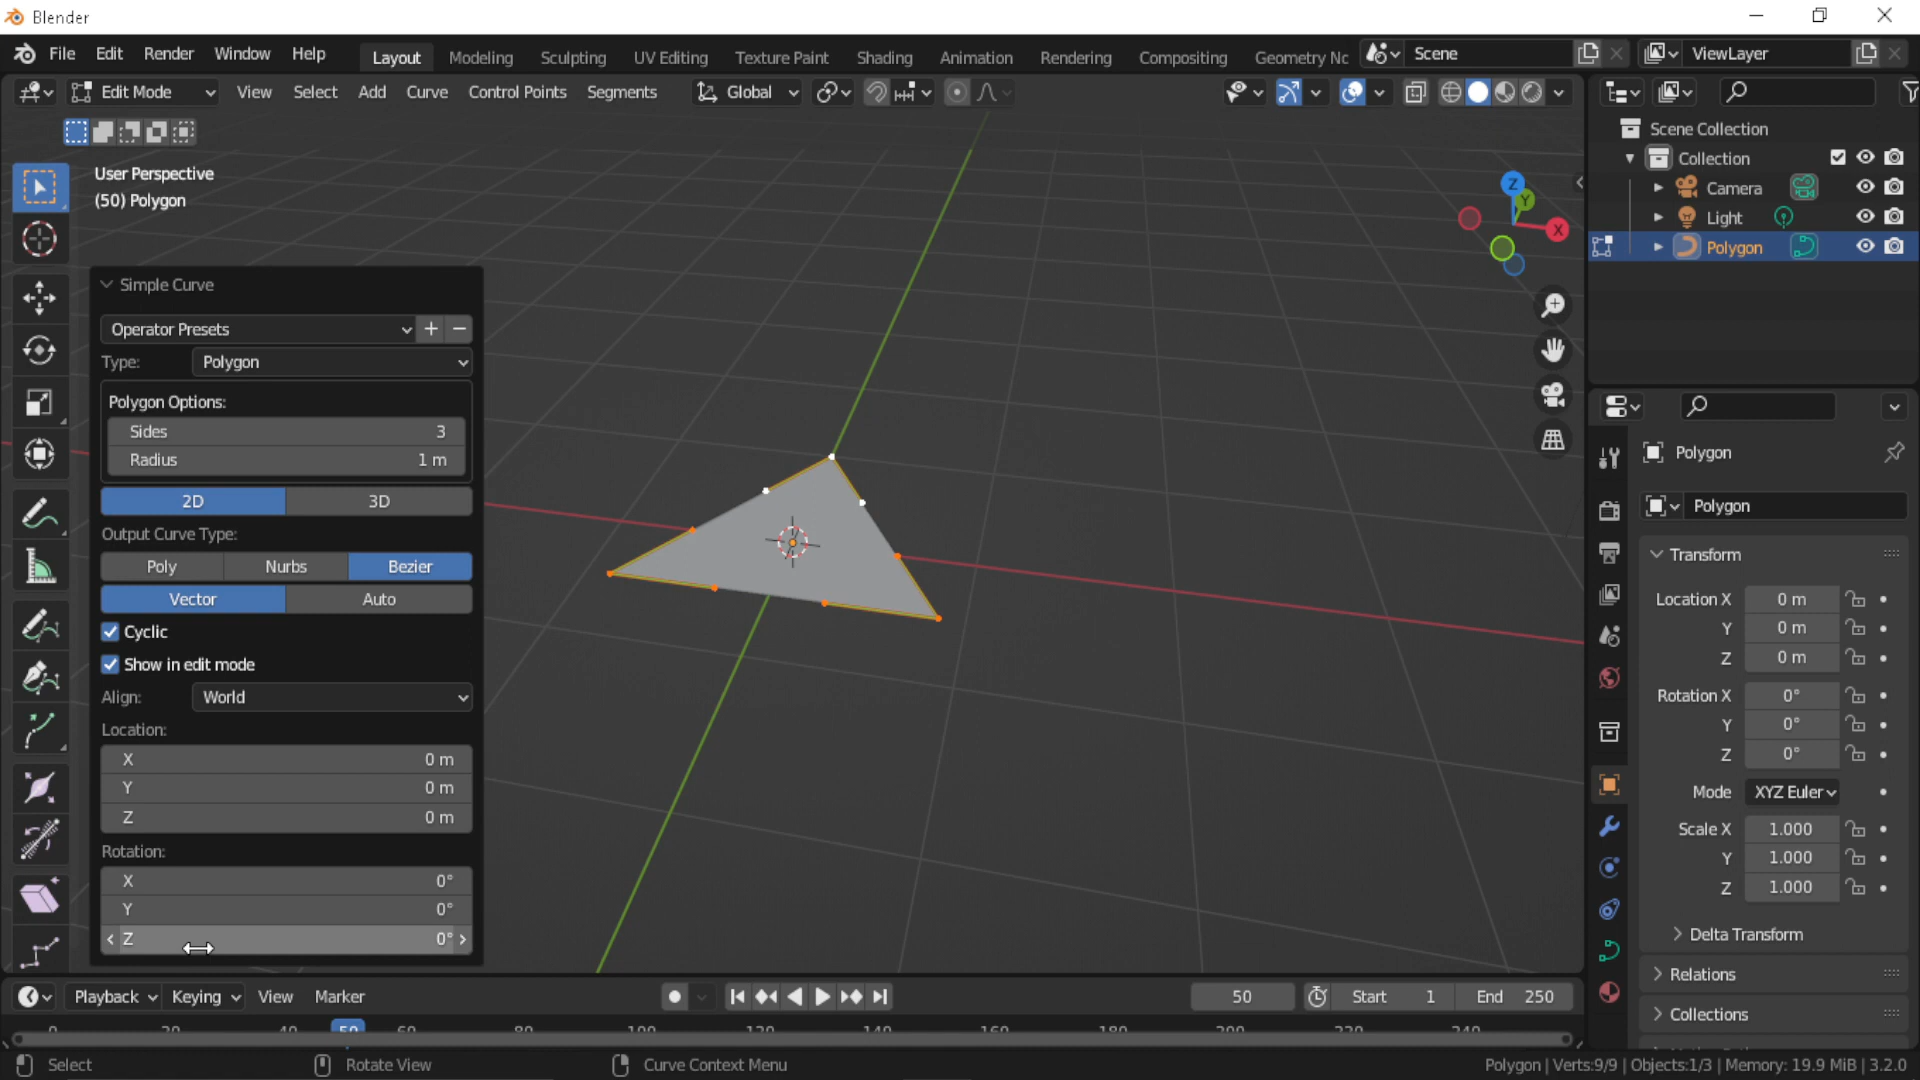 Blender
File Edit Render Window Help Layout Modeling Sculpting UV Editing Texture Paint Shading Animation Rendering Compositing Geometry Nc Scene ViewLayer
Edit Mode View Select Add Curve Control Points Segments Global
User Perspective
(50) Polygon
Simple Curve
Operator Presets
Type: Polygon
Polygon Options:
Sides 3
Radius 1 m
2D 3D
Output Curve Type:
Poly Nurbs Bezier
Vector Auto
Cyclic
Show in edit mode
Align: World
Location:
X 0 m
Y 0 m
Z 0 m
Rotation:
X 0°
Y 0°
Z 0°
Z Y X
Scene Collection
Collection
Camera
Light
Polygon
Polygon
Polygon
Transform
Location X 0 m
Y 0 m
Z 0 m
Rotation X 0°
Y 0°
Z 0°
Mode XYZ Euler
Scale X 1.000
Y 1.000
Z 1.000
Delta Transform
Relations
Collections
Playback Keying View Marker 50 Start 1 End 250
50
Select Rotate View Curve Context Menu Polygon | Verts:9/9 | Objects:1/3 | Memory: 19.9 MiB | 3.2.0